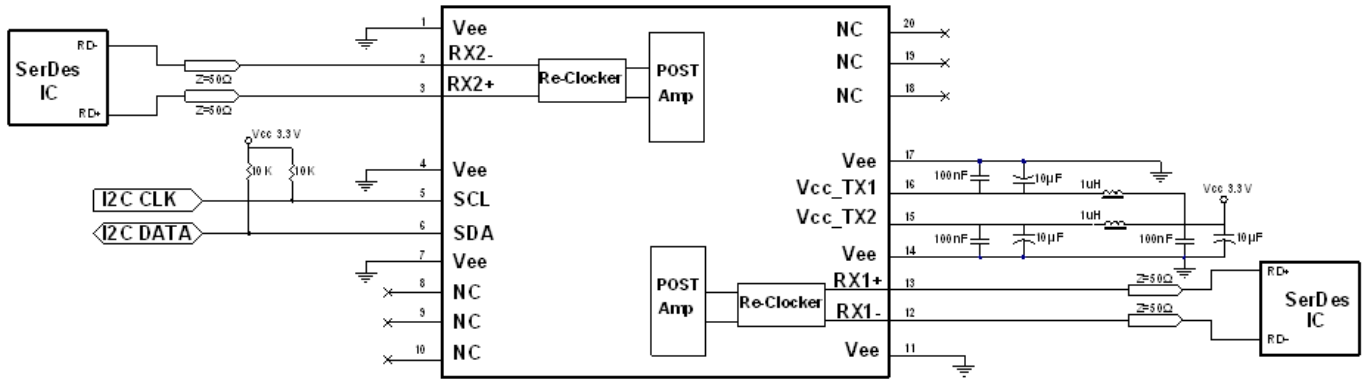 1 Vee
RX2-
2
RX2+
3
SerDes
IC
RD-
RD+
Z=50Ω
Z=50Ω
Re-Clocker
POST
Amp
Vcc 3.3V
10K
10K
4 Vee
I2C CLK
5 SCL
I2C DATA
6 SDA
7 Vee
8 NC
9 NC
10 NC
NC 20
NC 19
NC 18
Vee 17
100nF
10µF
Vcc_TX1 16
1uH
Vcc 3.3V
Vcc_TX2 15
1uH
100nF
10µF
100nF
10µF
Vee 14
POST
Amp
Re-Clocker
RX1+ 13
Z=50Ω
RX1- 12
Z=50Ω
RD+
SerDes
IC
RD-
Vee 11